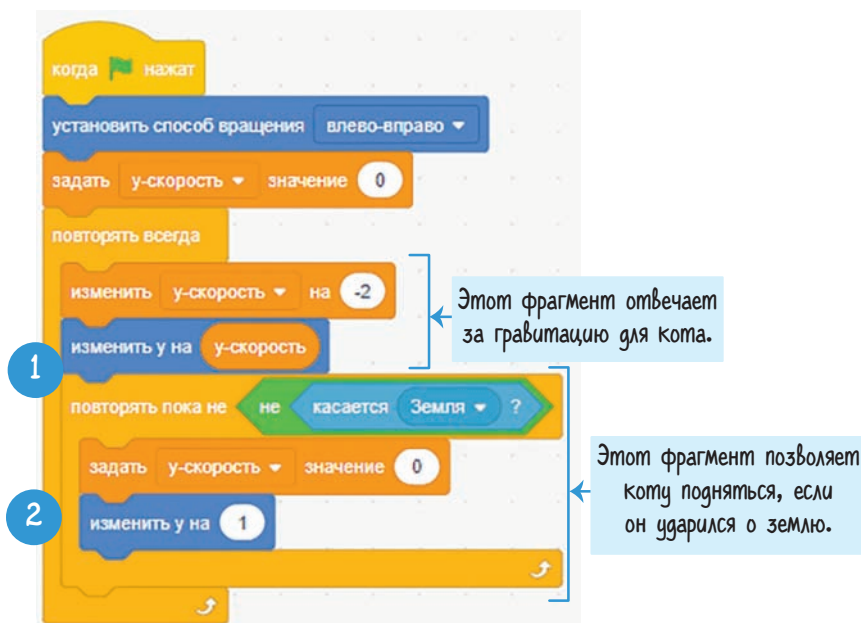 когда нажат
установить способ вращения влево-вправо
задать у-скорость значение 0
повторять всегда
изменить у-скорость на -2
изменить у на у-скорость
1
Этот фрагмент отвечает
за гравитацию для кота.
повторять пока не не касается Земля ?
задать у-скорость значение 0
2
изменить у на 1
Этот фрагмент позволяет
коту подняться, если
он ударился о землю.